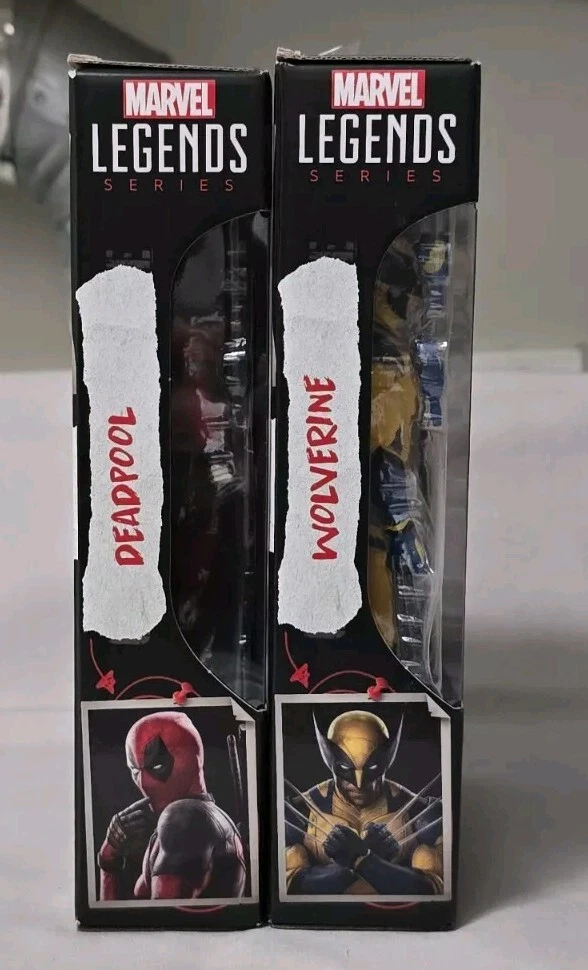 MARVEL
LEGENDS
SERIES
DEADPOOL
MARVEL
LEGENDS
SERIES
WOLVERINE